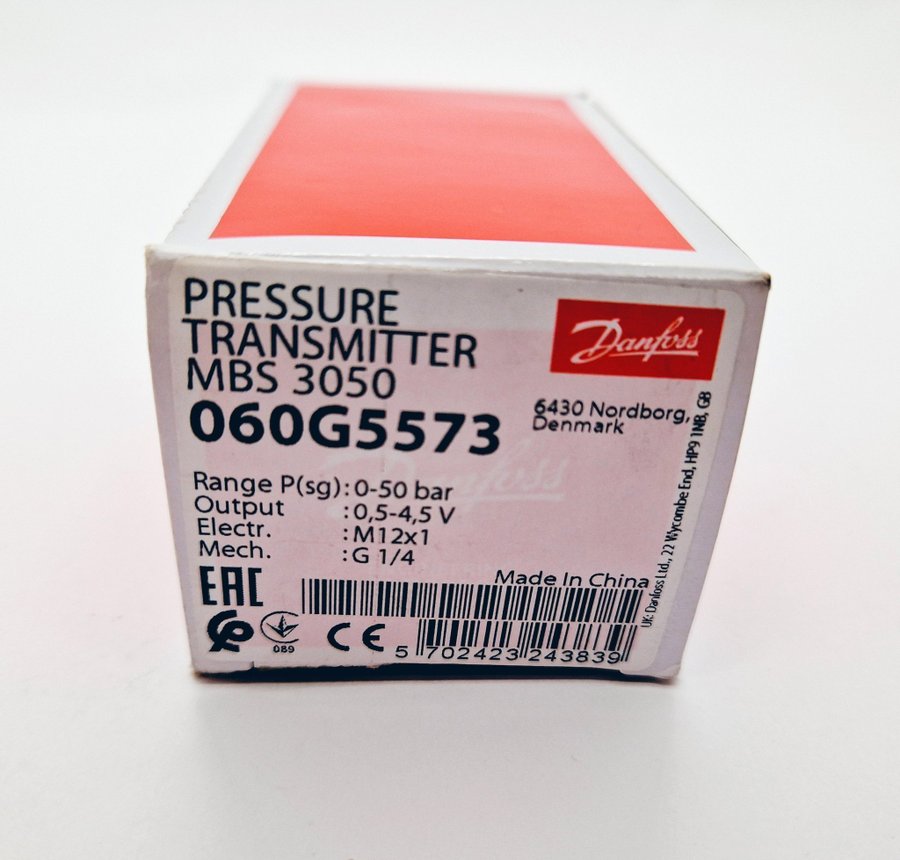 PRESSURE
TRANSMITTER
MBS 3050
060G5573
Danfoss
6430 Nordborg,
Denmark
Range P(sg): 0-50 bar
Output : 0,5-4,5 V
Electr. : M12x1
Mech. : G 1/4
Made In China
EAC
089
CE
5 702423 243839
UK: Danfoss Ltd., 22 Wycombe End, HP9 1NB, GB